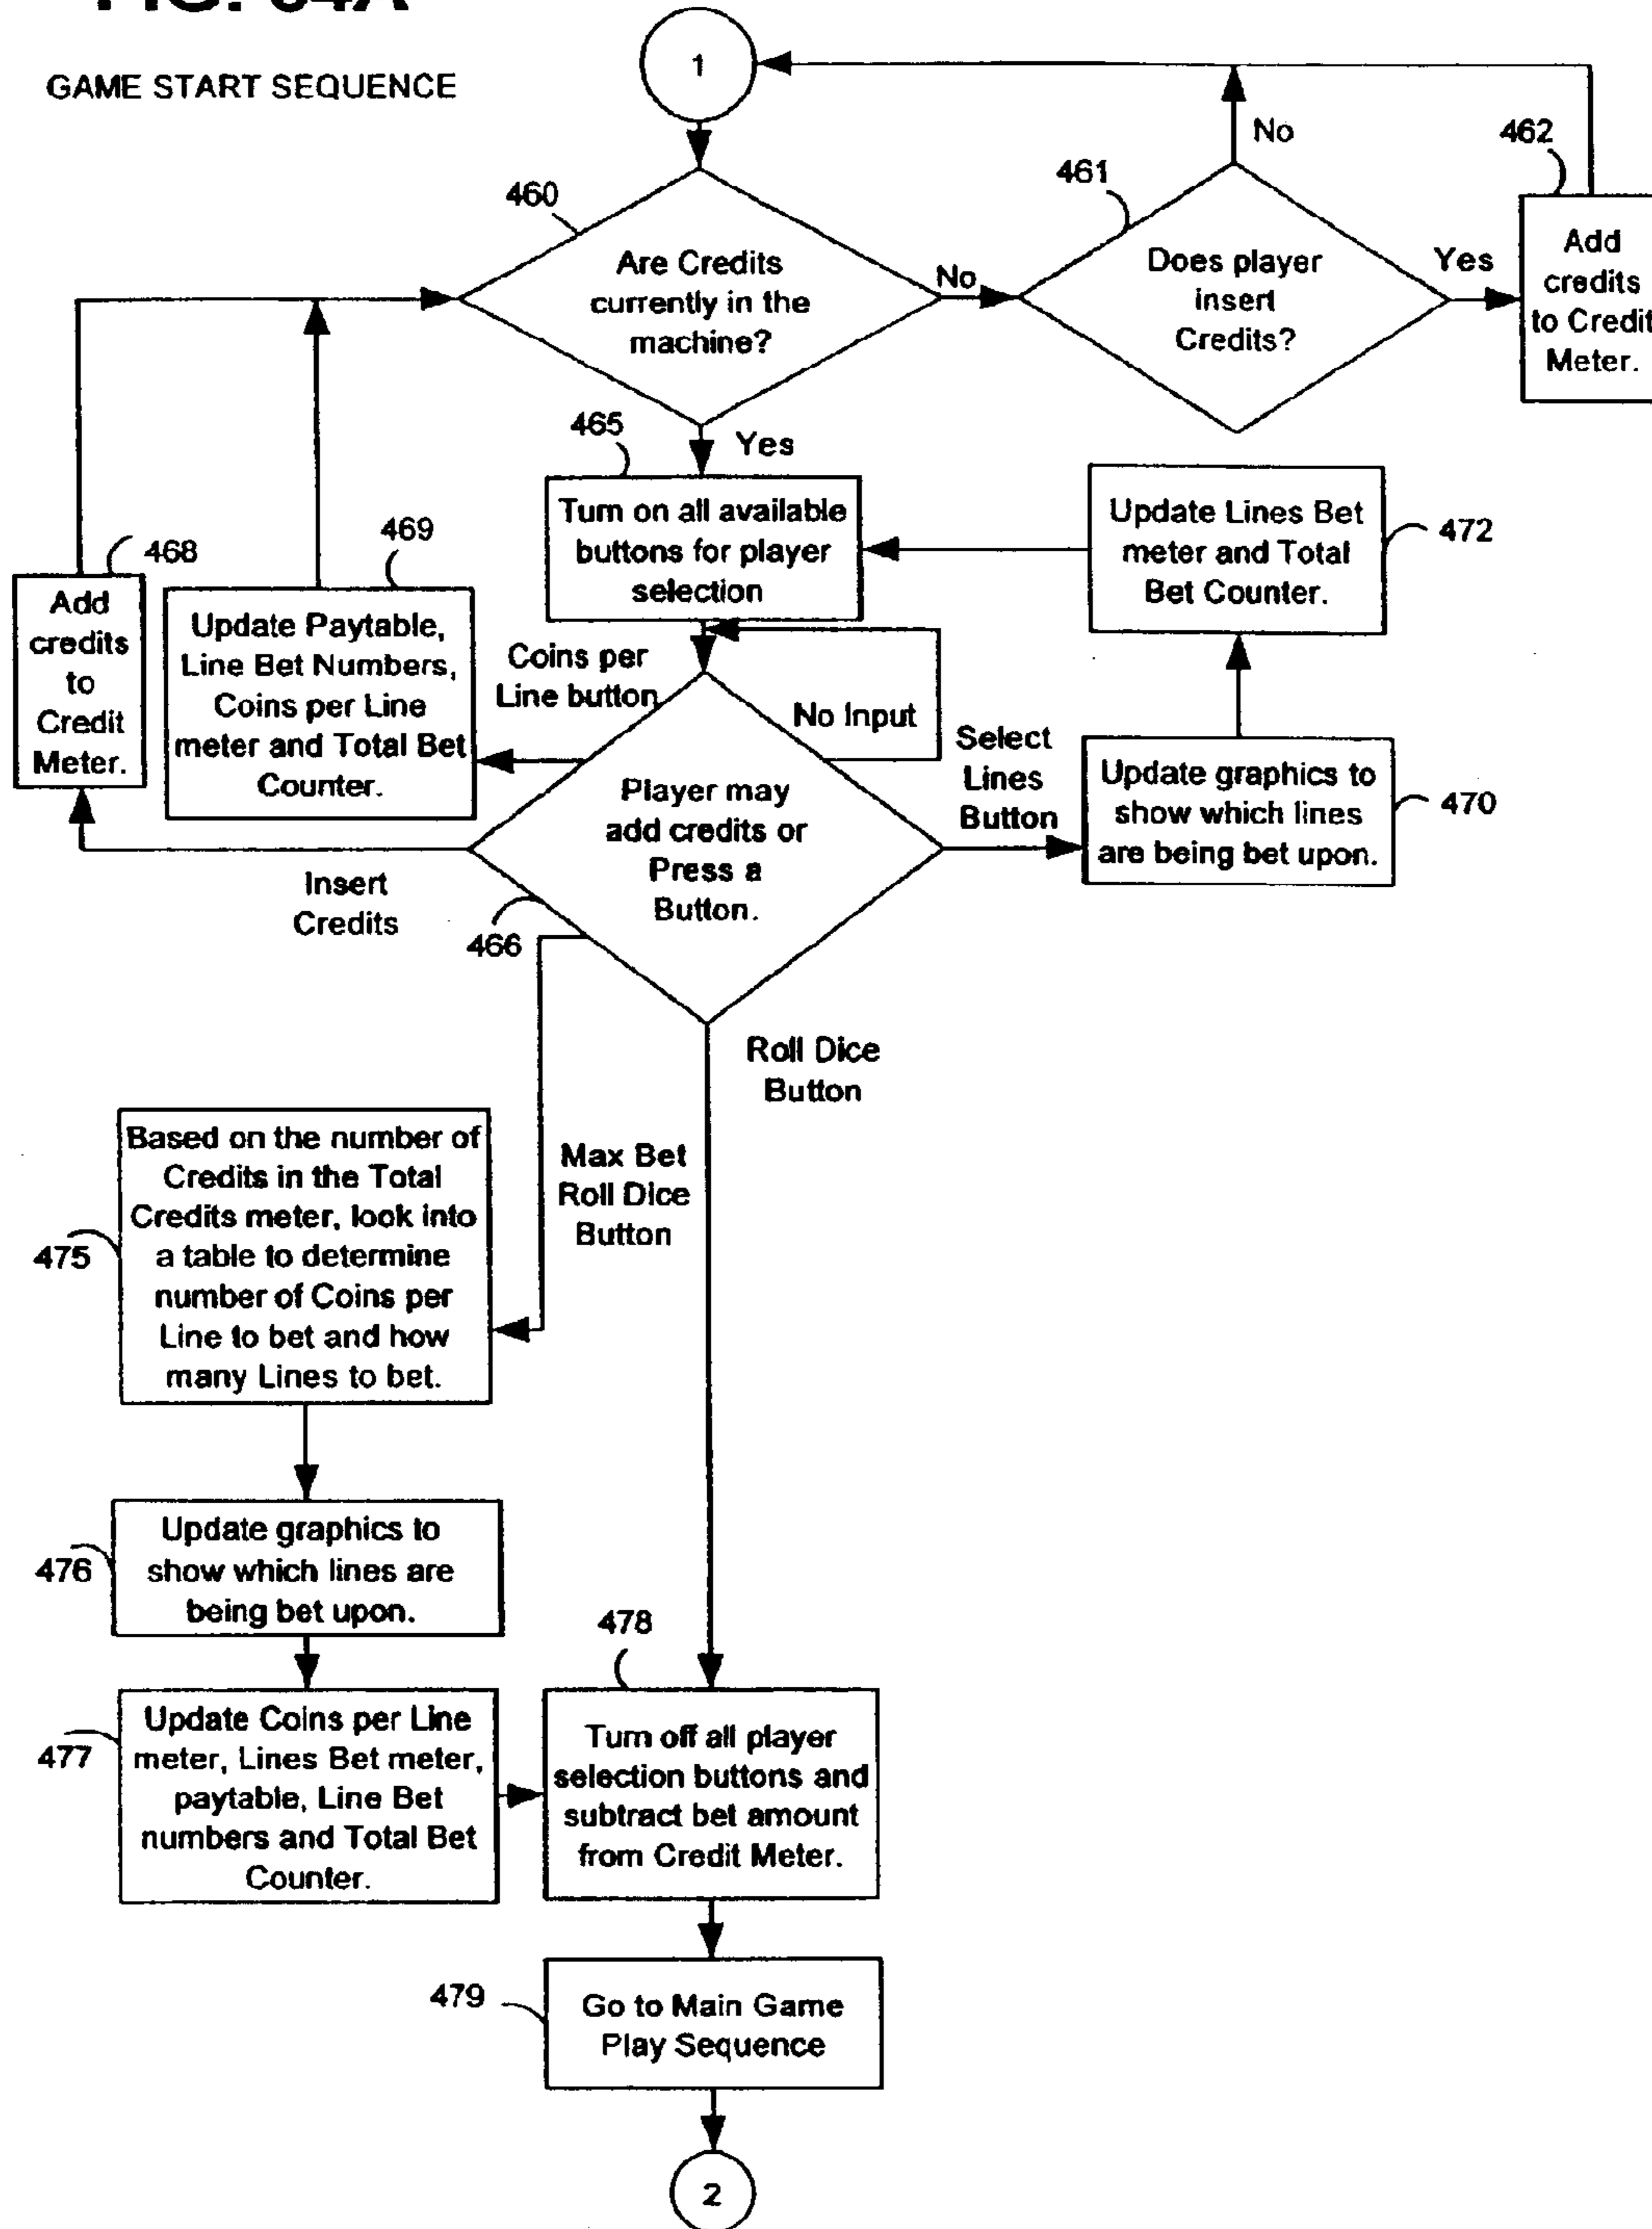 FIG. 64A
GAME START SEQUENCE
1
460
Are Credits
currently in the
machine?
No
461
Does player
insert
Credits?
No
Yes
462
Add
credits
to Credit
Meter.
Yes
465
Turn on all available
buttons for player
selection
Update Lines Bet
meter and Total
Bet Counter.
472
468
Add
credits
to
Credit
Meter.
469
Update Paytable,
Line Bet Numbers,
Coins per Line
meter and Total Bet
Counter.
Coins per
Line button
No Input
Select
Lines
Button
Player may
add credits or
Press a
Button.
Update graphics to
show which lines
are being bet upon.
470
Insert
Credits
466
Roll Dice
Button
Max Bet
Roll Dice
Button
Based on the number of
Credits in the Total
Credits meter, look into
a table to determine
number of Coins per
Line to bet and how
many Lines to bet.
475
Update graphics to
show which lines are
being bet upon.
476
478
Update Coins per Line
meter, Lines Bet meter,
paytable, Line Bet
numbers and Total Bet
Counter.
477
Turn off all player
selection buttons and
subtract bet amount
from Credit Meter.
479
Go to Main Game
Play Sequence
2